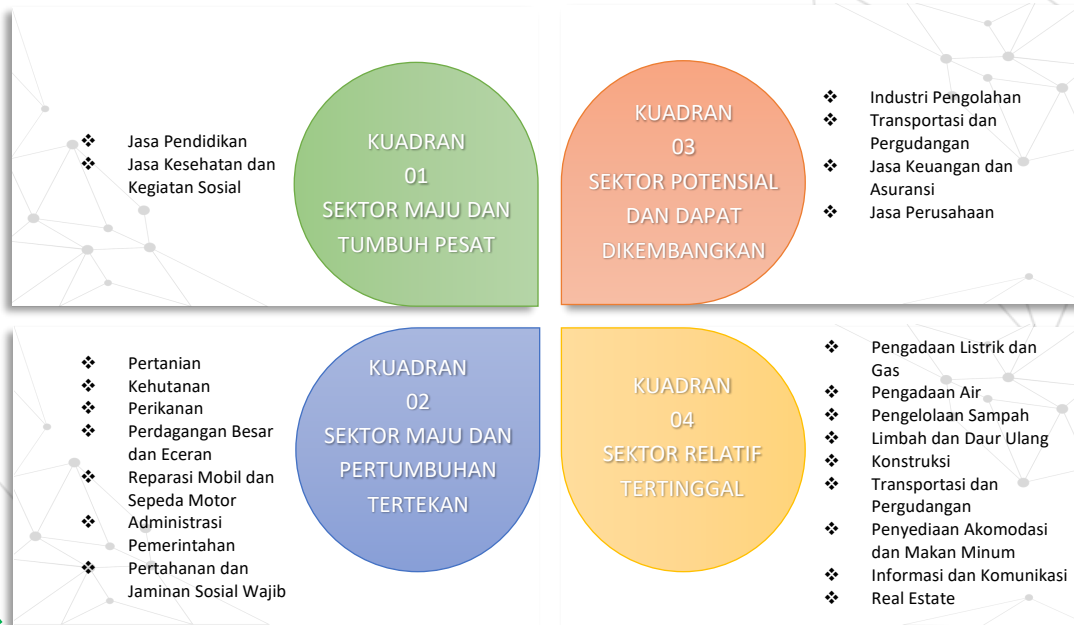 ❖ Jasa Pendidikan
❖ Jasa Kesehatan dan
Kegiatan Sosial
KUADRAN
01
SEKTOR MAJU DAN
TUMBUH PESAT
KUADRAN
03
SEKTOR POTENSIAL
DAN DAPAT
DIKEMBANGKAN
❖ Industri Pengolahan
❖ Transportasi dan
Pergudangan
❖ Jasa Keuangan dan
Asuransi
❖ Jasa Perusahaan
❖ Pertanian
❖ Kehutanan
❖ Perikanan
❖ Perdagangan Besar
dan Eceran
❖ Reparasi Mobil dan
Sepeda Motor
❖ Administrasi
Pemerintahan
❖ Pertahanan dan
Jaminan Sosial Wajib
KUADRAN
02
SEKTOR MAJU DAN
PERTUMBUHAN
TERTEKAN
KUADRAN
04
SEKTOR RELATIF
TERTINGGAL
❖ Pengadaan Listrik dan
Gas
❖ Pengadaan Air
❖ Pengelolaan Sampah
❖ Limbah dan Daur Ulang
❖ Konstruksi
❖ Transportasi dan
Pergudangan
❖ Penyediaan Akomodasi
dan Makan Minum
❖ Informasi dan Komunikasi
❖ Real Estate